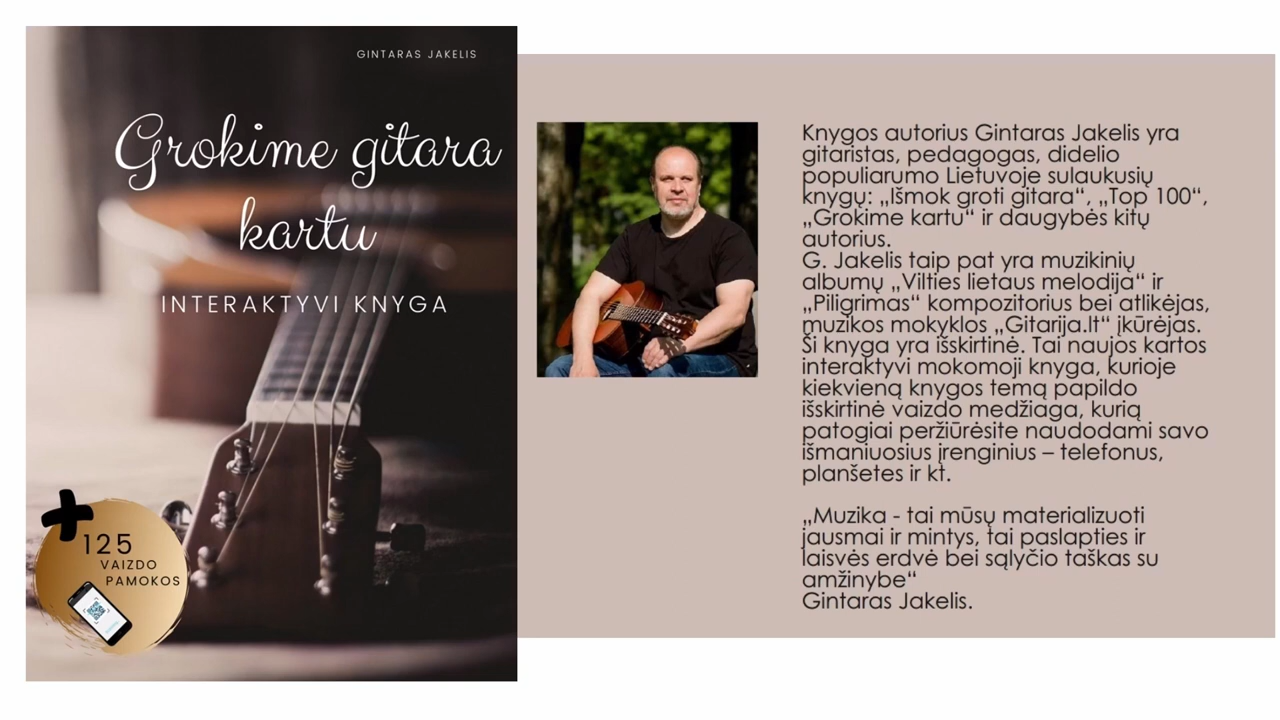 GINTARAS JAKELIS
Grokime gitara
kartu
INTERAKTYVI KNYGA
125
VAIZDO
PAMOKOS
Knygos autorius Gintaras Jakelis yra
gitaristas, pedagogas, didelio
populiarumo Lietuvoje sulaukusių
knygų: „Išmok groti gitara“, „Top 100“,
„Grokime kartu“ ir daugybės kitų
autorius.
G. Jakelis taip pat yra muzikinių
albumų „Vilties lietaus melodija“ ir
„Piligrimas“ kompozitorius bei atlikėjas,
muzikos mokyklos „Gitarija.lt“ įkūrėjas.
Ši knyga yra išskirtinė. Tai naujos kartos
interaktyvi mokomoji knyga, kurioje
kiekvieną knygos temą papildo
išskirtinė vaizdo medžiaga, kurią
patogiai peržiūrėsite naudodami savo
išmaniuosius įrenginius – telefonus,
planšetes ir kt.
„Muzika - tai mūsų materializuoti
jausmai ir mintys, tai paslapties ir
laisvės erdvė bei sąlyčio taškas su
amžinybe“
Gintaras Jakelis.